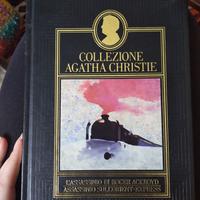 COLLEZIONE
AGATHA CHRISTIE
L'ASSASSINIO DI ROGER ACKROYD
ASSASSINIO SULL'ORIENT-EXPRESS